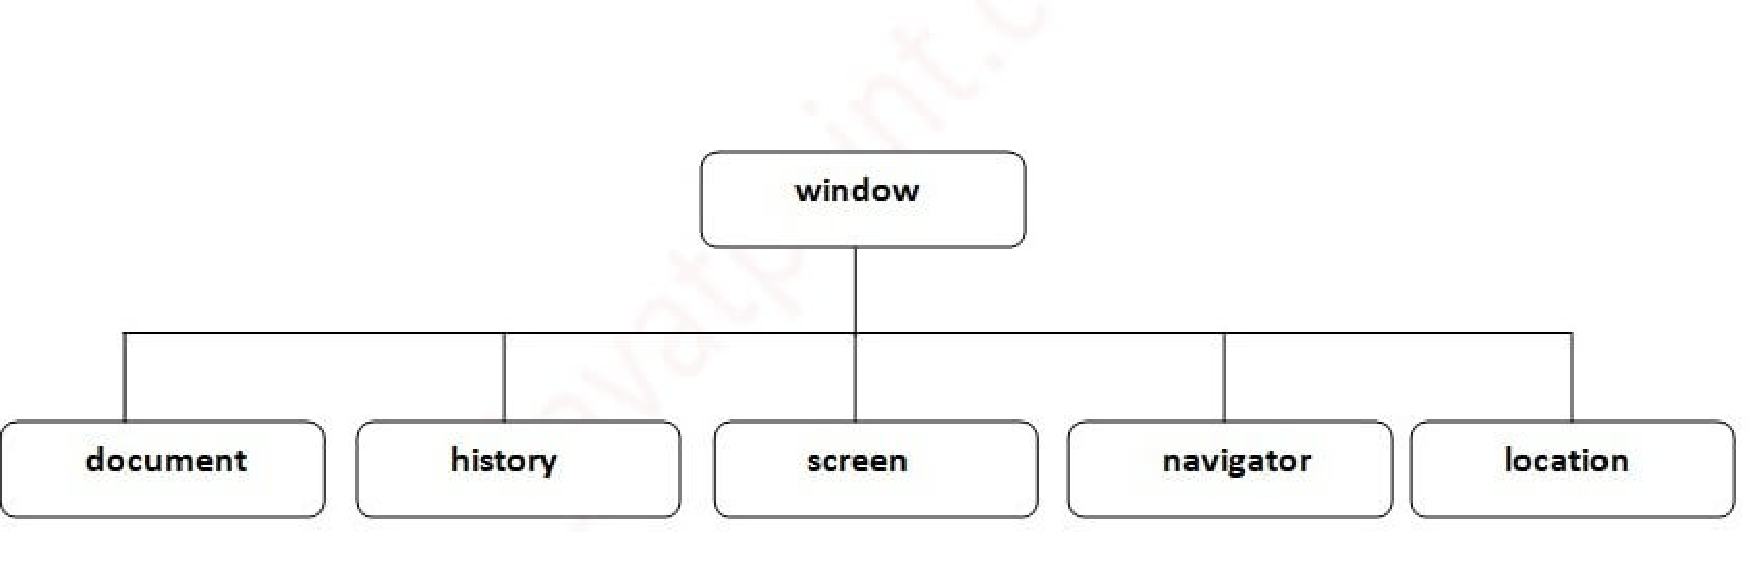 window
document
history
screen
navigator
location